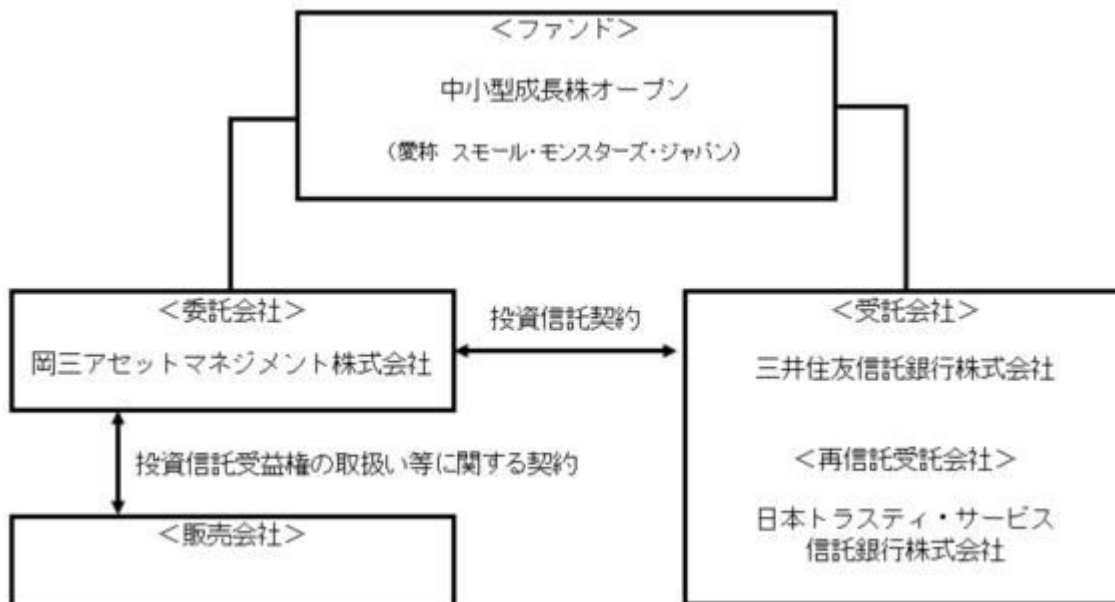 ＜ファンド＞
中小型成長株オープン
（愛称 スモール・モンスターズ・ジャパン）
＜委託会社＞
岡三アセットマネジメント株式会社
投資信託契約
＜受託会社＞
三井住友信託銀行株式会社
＜再信託受託会社＞
日本トラスティ・サービス
信託銀行株式会社
投資信託受益権の取扱い等に関する契約
＜販売会社＞